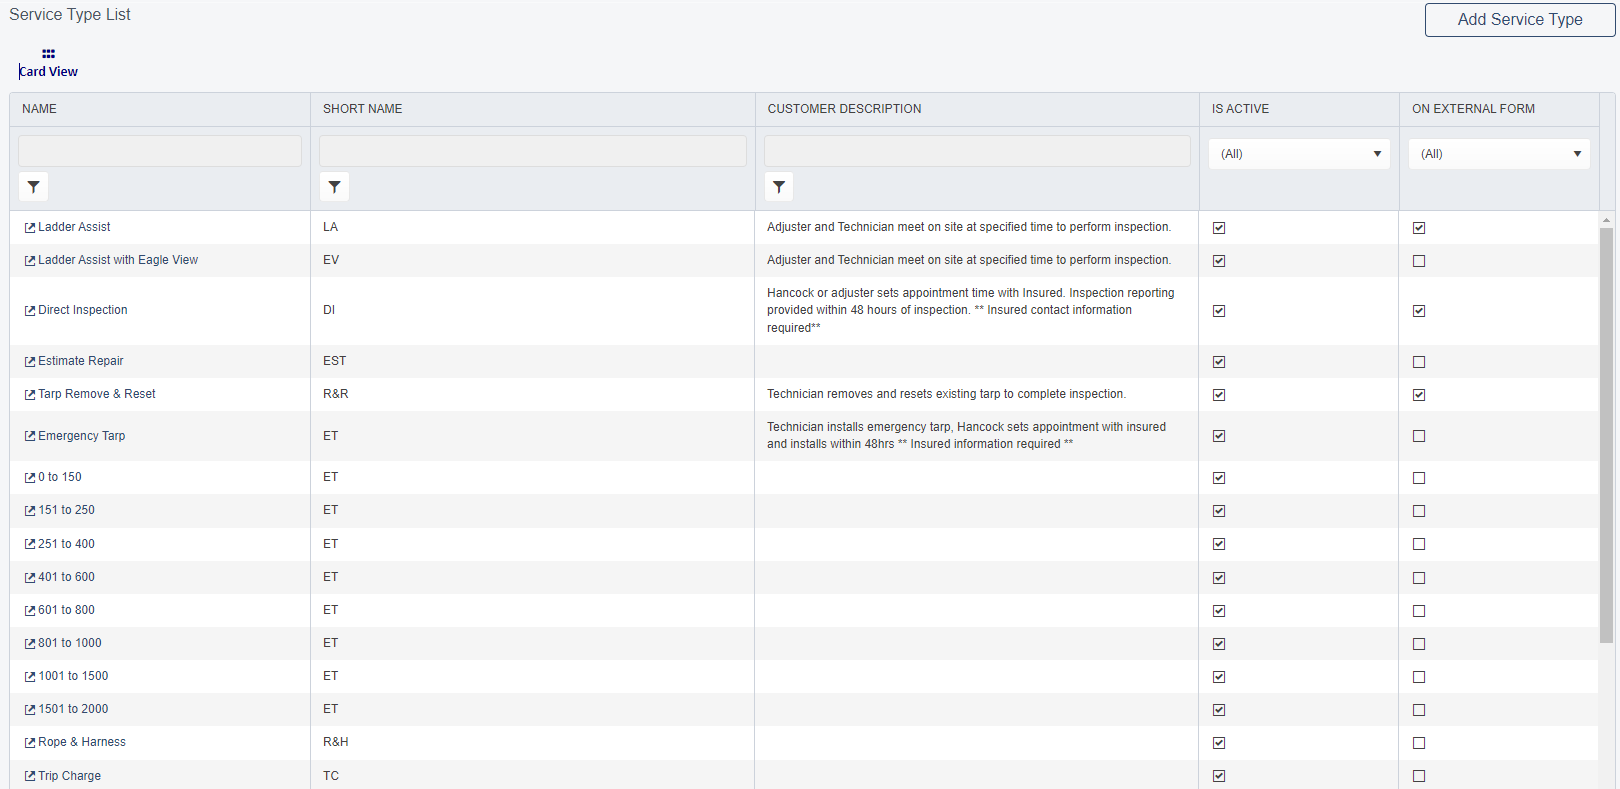 Service Type List
Add Service Type
Card View
NAME SHORT NAME CUSTOMER DESCRIPTION IS ACTIVE ON EXTERNAL FORM
(All) (All)
Ladder Assist LA Adjuster and Technician meet on site at specified time to perform inspection.
Ladder Assist with Eagle View EV Adjuster and Technician meet on site at specified time to perform inspection.
Direct Inspection DI Hancock or adjuster sets appointment time with Insured. Inspection reporting
provided within 48 hours of inspection. ** Insured contact information
required**
Estimate Repair EST
Tarp Remove & Reset R&R Technician removes and resets existing tarp to complete inspection.
Emergency Tarp ET Technician installs emergency tarp, Hancock sets appointment with insured
and installs within 48hrs ** Insured information required **
0 to 150 ET
151 to 250 ET
251 to 400 ET
401 to 600 ET
601 to 800 ET
801 to 1000 ET
1001 to 1500 ET
1501 to 2000 ET
Rope & Harness R&H
Trip Charge TC